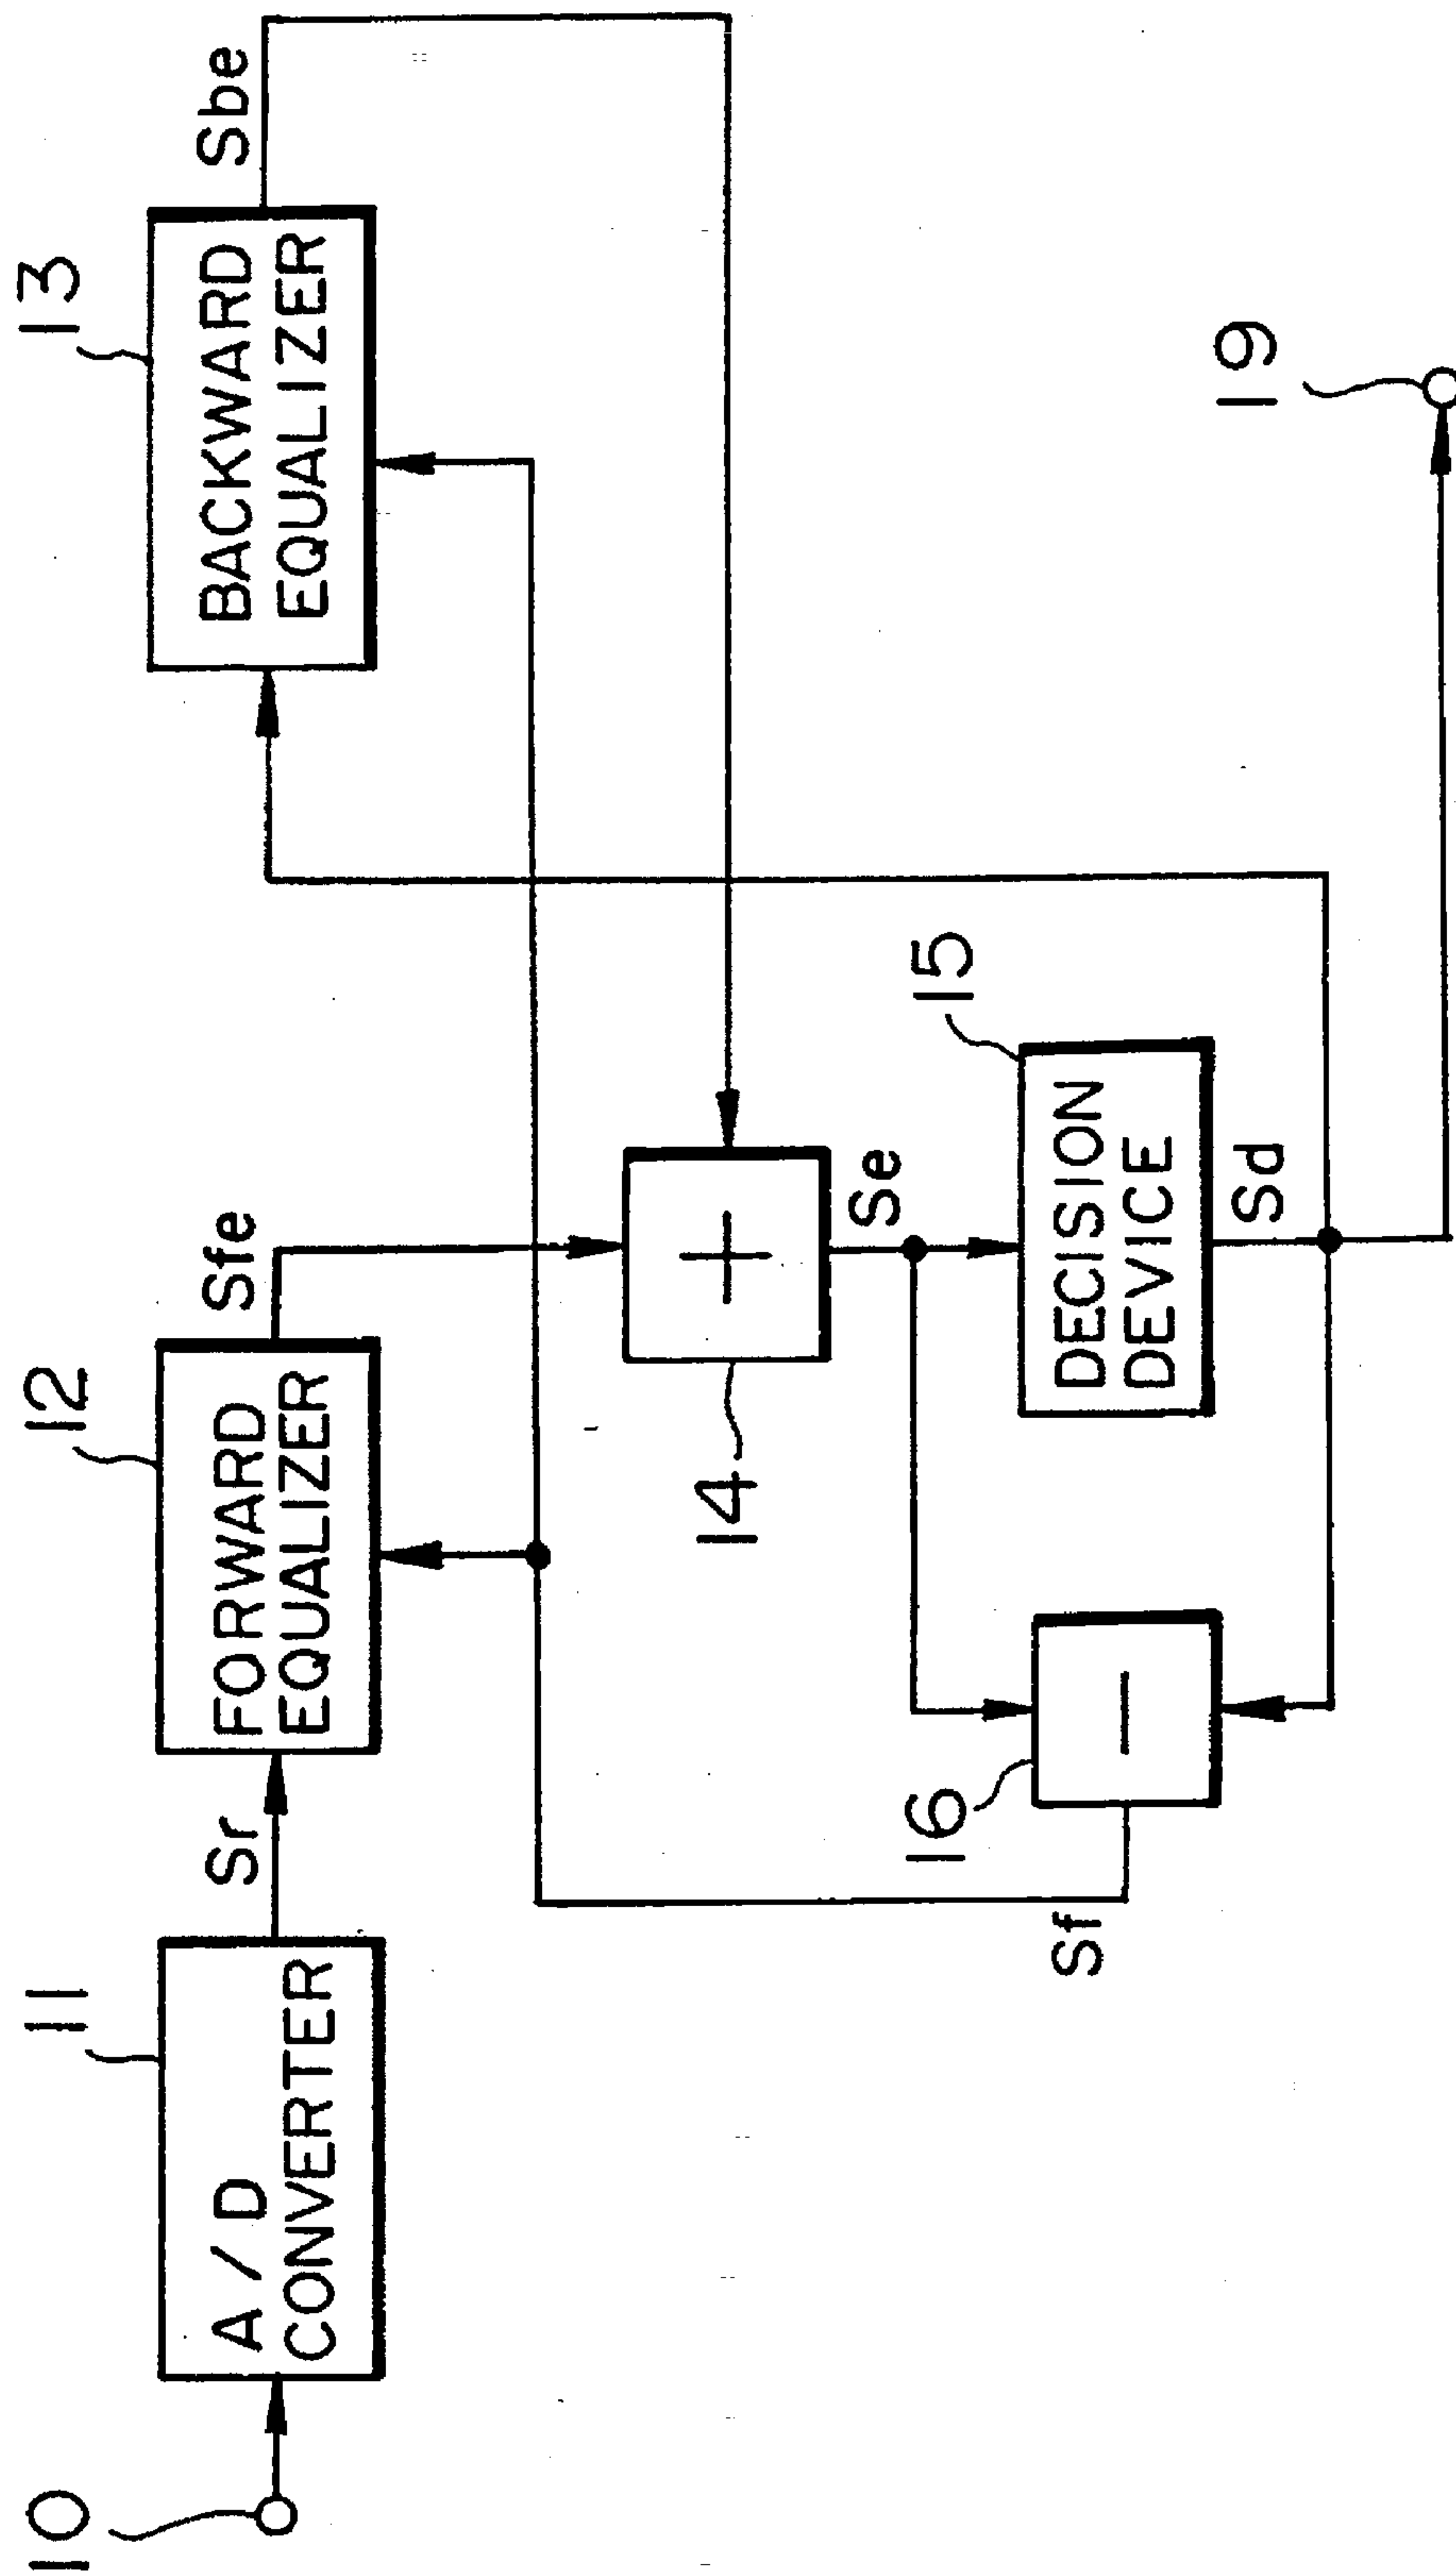 10
11
12
13
A/D
CONVERTER
Sr
FORWARD
EQUALIZER
Sfe
BACKWARD
EQUALIZER
Sbe
14
+
Se
15
DECISION
DEVICE
Sd
16
−
Sf
19